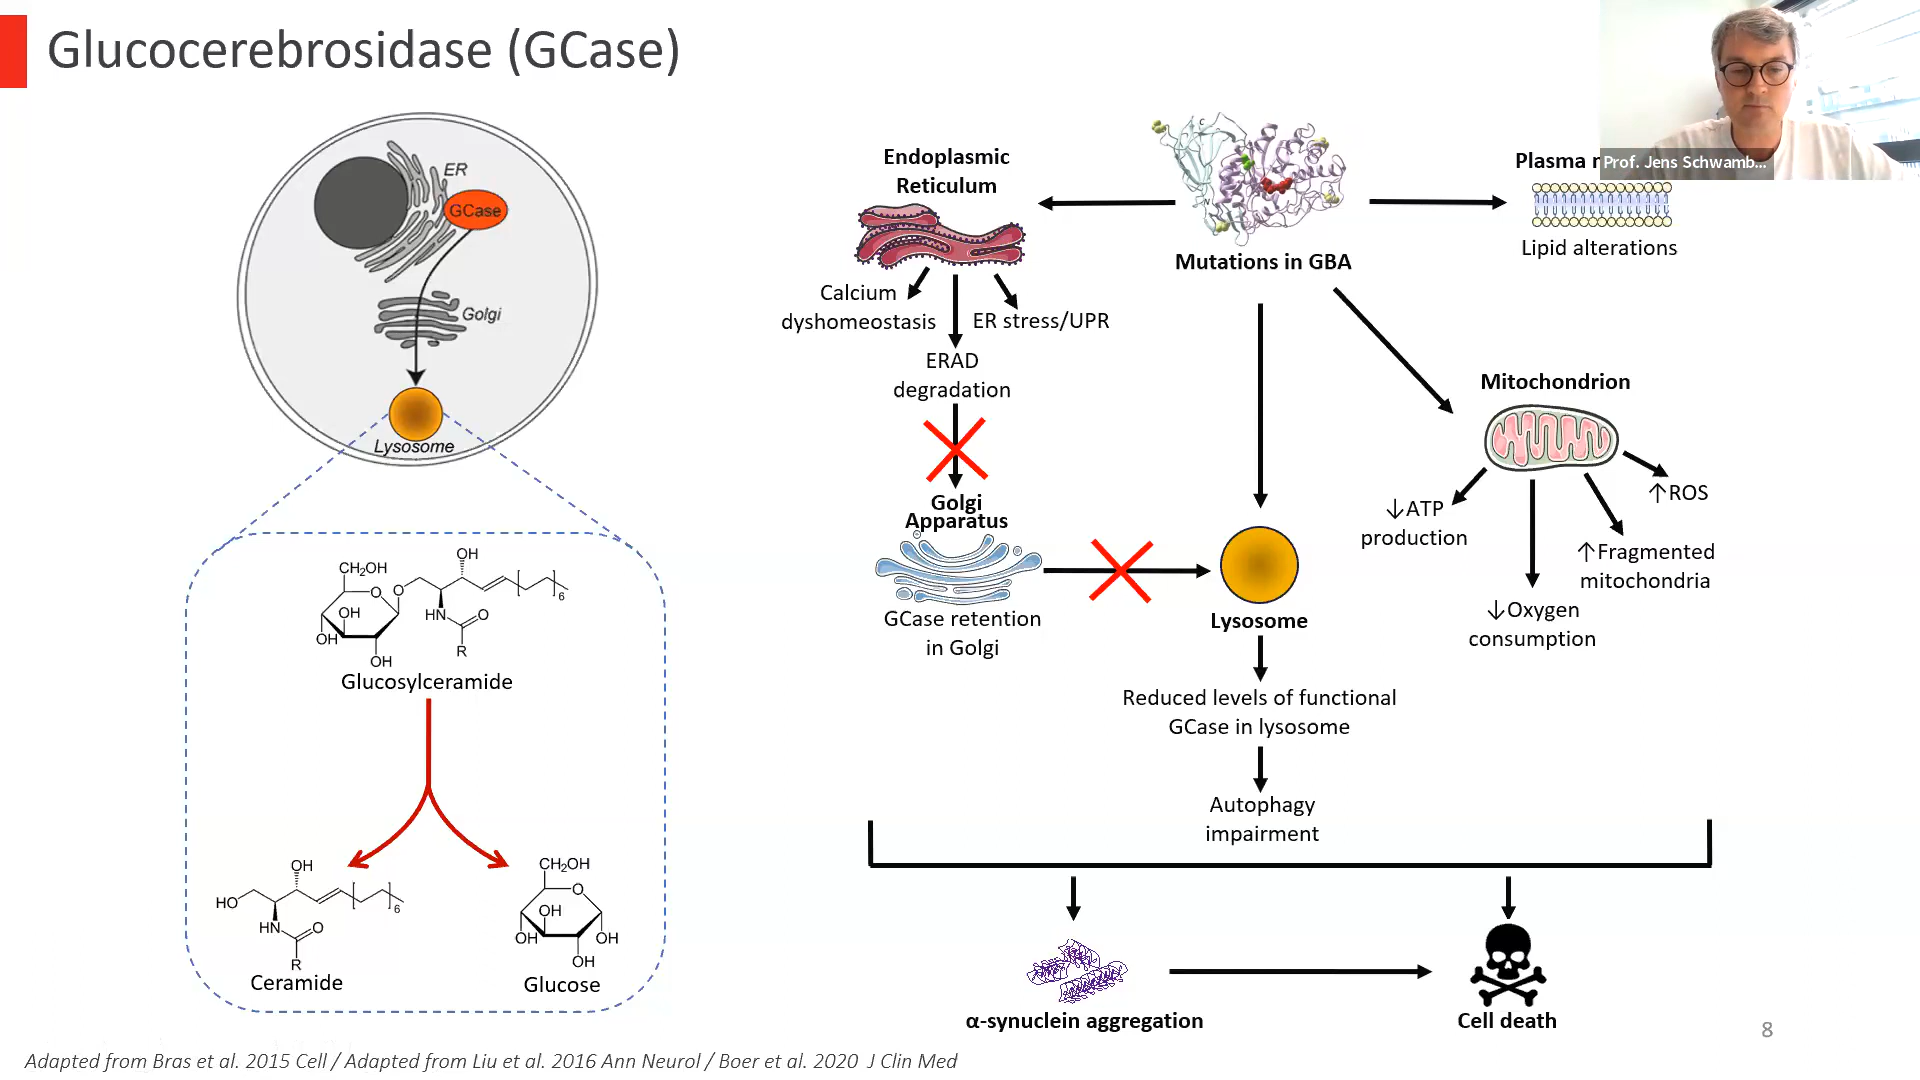 Glucocerebrosidase (GCase)
Prof. Jens Schwamb...
ER
GCase
Golgi
Lysosome
OH
CH₂OH
O
O
6
OH
HN
O
OH
R
OH
Glucosylceramide
OH
HO
6
HN
O
R
Ceramide
CH₂OH
O
OH
OH
OH
OH
Glucose
Endoplasmic
Reticulum
Mutations in GBA
Plasma
Lipid alterations
Calcium
dyshomeostasis
ER stress/UPR
ERAD
degradation
Golgi
Apparatus
GCase retention
in Golgi
Lysosome
Reduced levels of functional
GCase in lysosome
Autophagy
impairment
Mitochondrion
↓ATP
production
↓Oxygen
consumption
↑Fragmented
mitochondria
↑ROS
α-synuclein aggregation
Cell death
8
Adapted from Bras et al. 2015 Cell / Adapted from Liu et al. 2016 Ann Neurol / Boer et al. 2020 J Clin Med